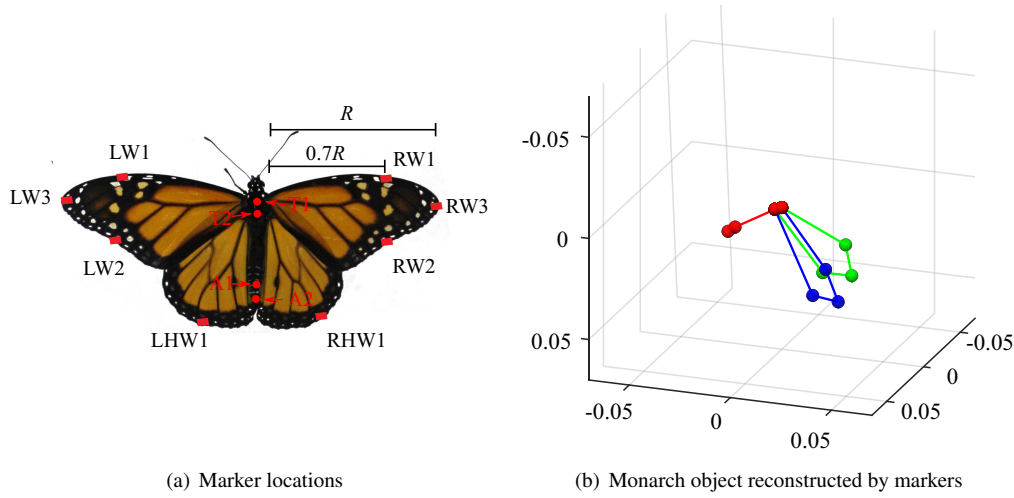 R
0.7R
LW1
RW1
LW3
T1
RW3
T2
LW2
RW2
A1
A2
LHW1
RHW1
(a) Marker locations
-0.05
0
0.05
-0.05
0
0.05
-0.05
0
0.05
(b) Monarch object reconstructed by markers